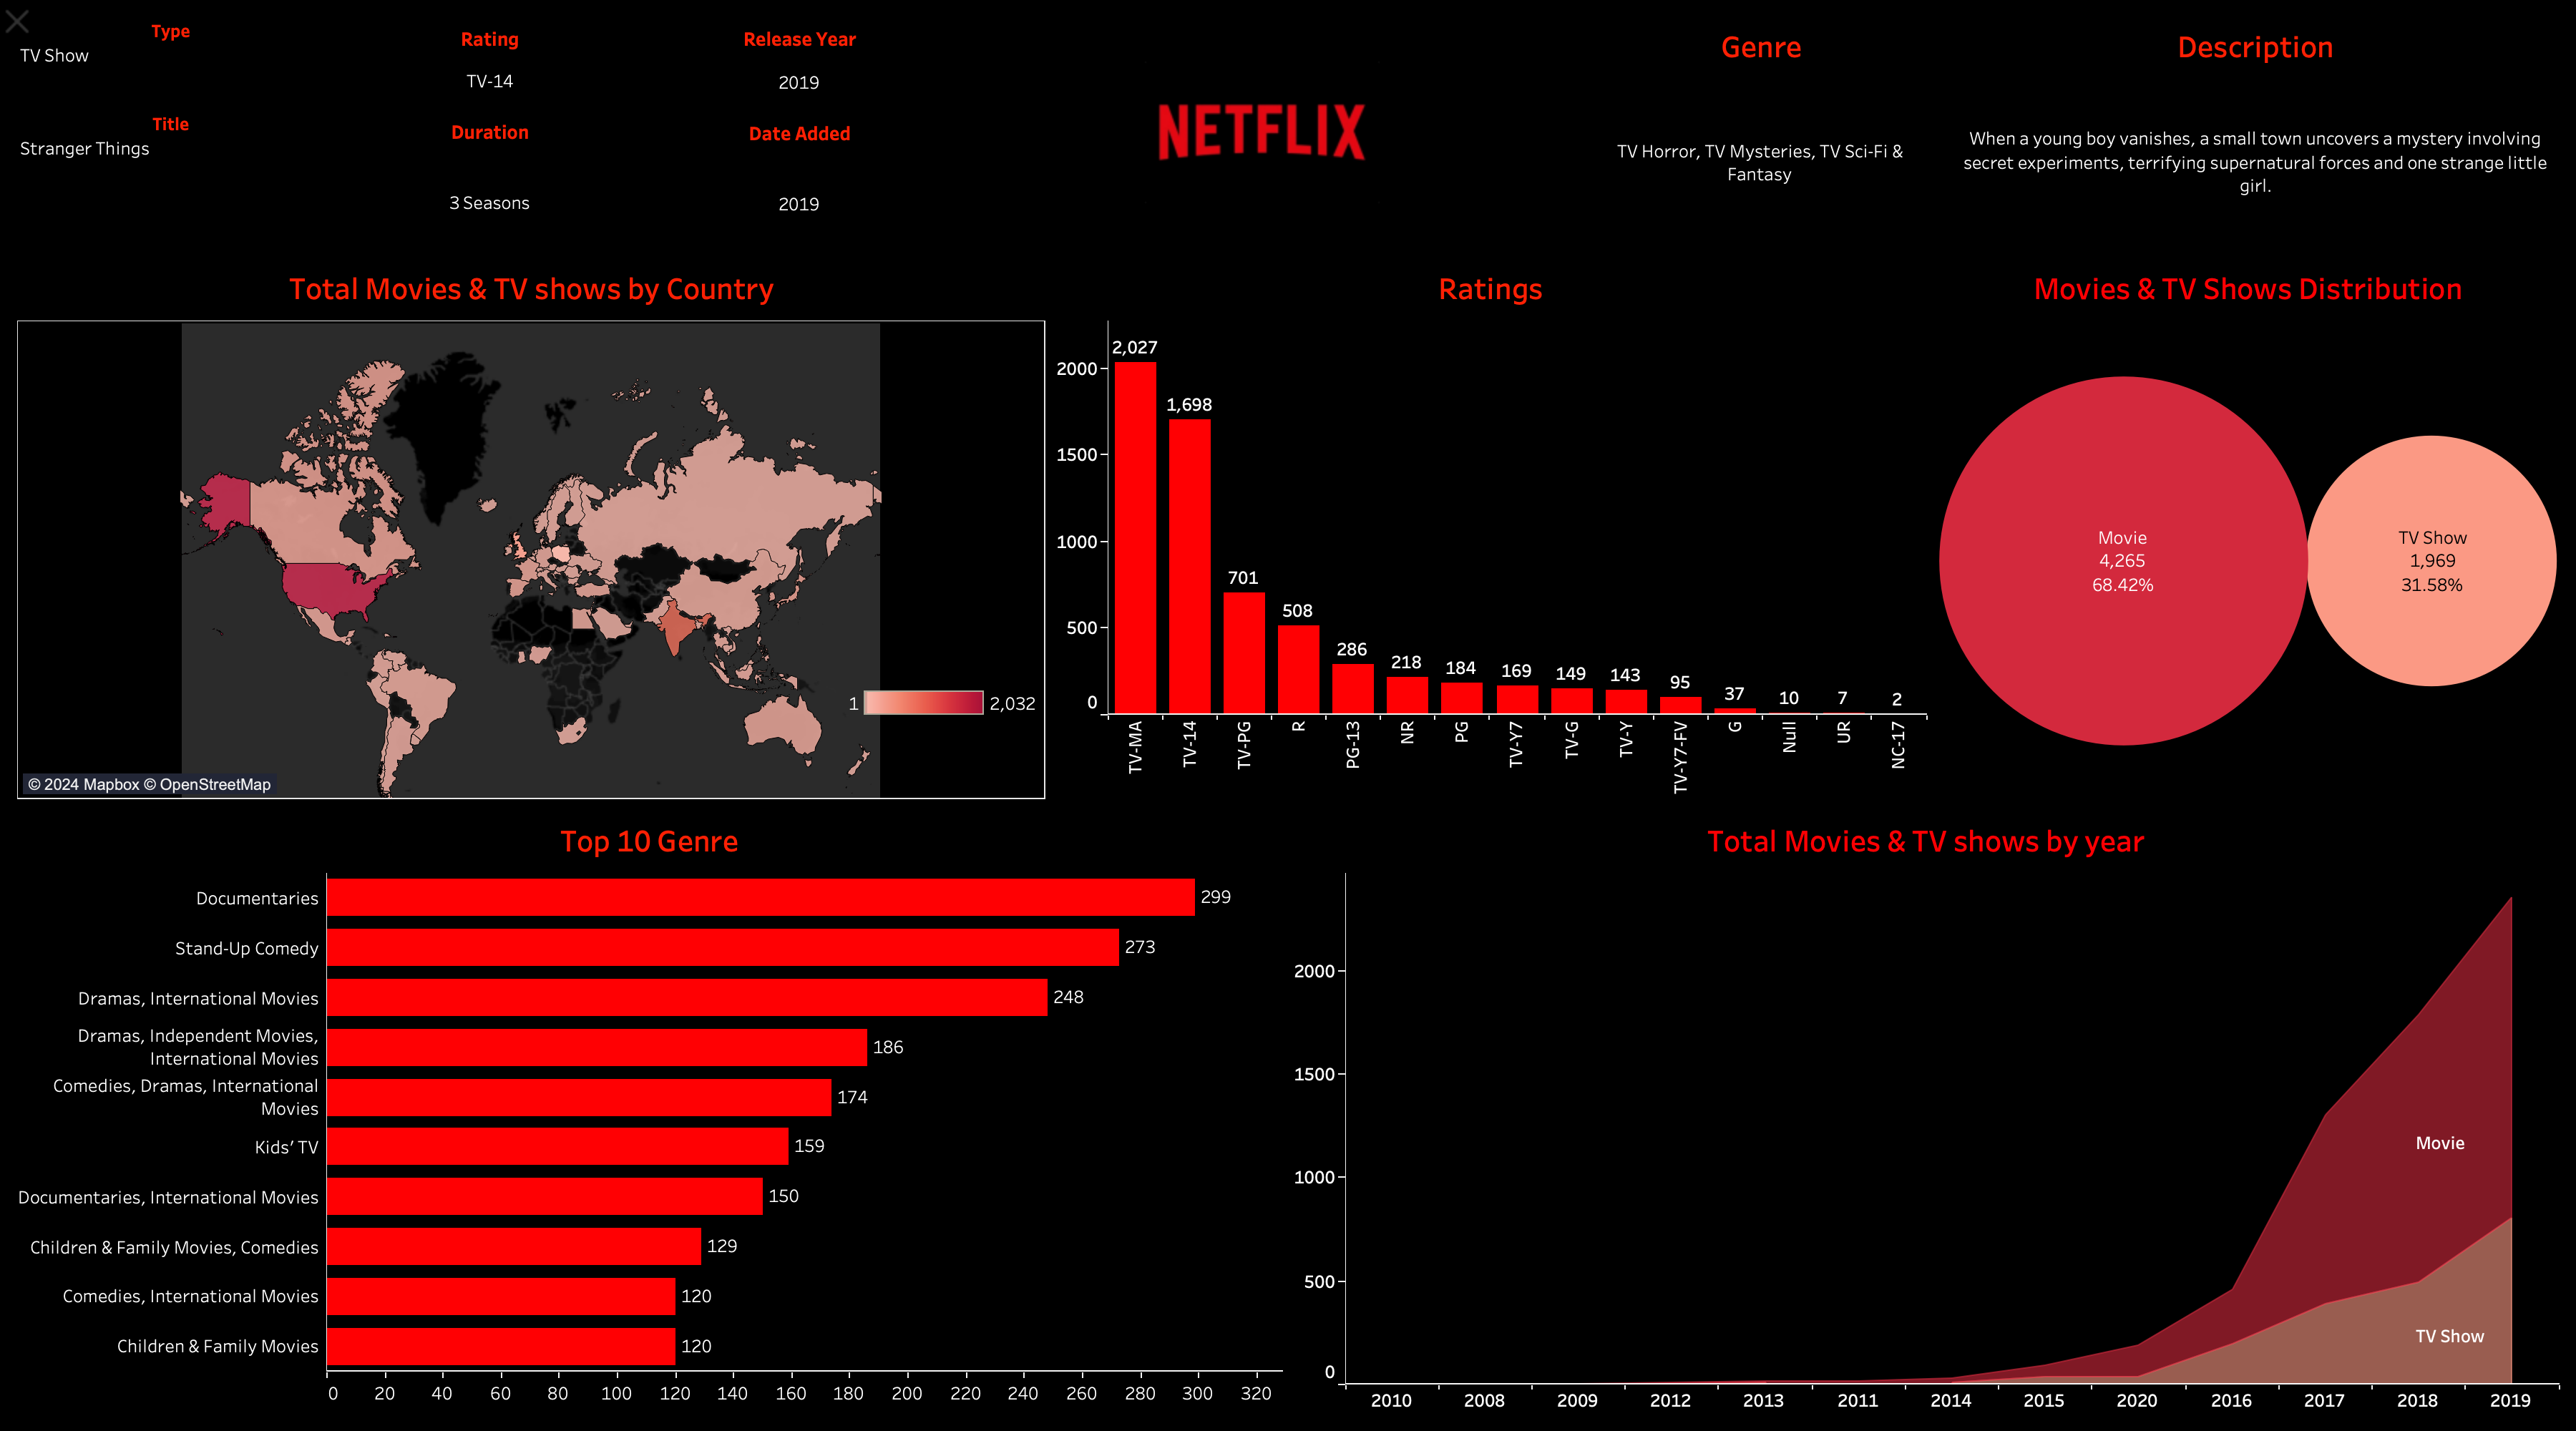 Type
TV Show
Rating
TV-14
Release Year
2019
Title
Stranger Things
Duration
3 Seasons
Date Added
2019
NETFLIX
Genre
TV Horror, TV Mysteries, TV Sci-Fi &
Fantasy
Description
When a young boy vanishes, a small town uncovers a mystery involving
secret experiments, terrifying supernatural forces and one strange little
girl.
Total Movies & TV shows by Country
1
2,032
© 2024 Mapbox © OpenStreetMap
Ratings
2000
1500
1000
500
0
2,027
1,698
701
508
286
218
184
169
149
143
95
37
10
7
2
TV-MA
TV-14
TV-PG
R
PG-13
NR
PG
TV-Y7
TV-G
TV-Y
TV-Y7-FV
G
Null
UR
NC-17
Movies & TV Shows Distribution
Movie
4,265
68.42%
TV Show
1,969
31.58%
Top 10 Genre
Documentaries
299
Stand-Up Comedy
273
Dramas, International Movies
248
Dramas, Independent Movies,
International Movies
186
Comedies, Dramas, International
Movies
174
Kids’ TV
159
Documentaries, International Movies
150
Children & Family Movies, Comedies
129
Comedies, International Movies
120
Children & Family Movies
120
0 20 40 60 80 100 120 140 160 180 200 220 240 260 280 300 320
Total Movies & TV shows by year
2000
1500
1000
500
0
Movie
TV Show
2010 2008 2009 2012 2013 2011 2014 2015 2020 2016 2017 2018 2019